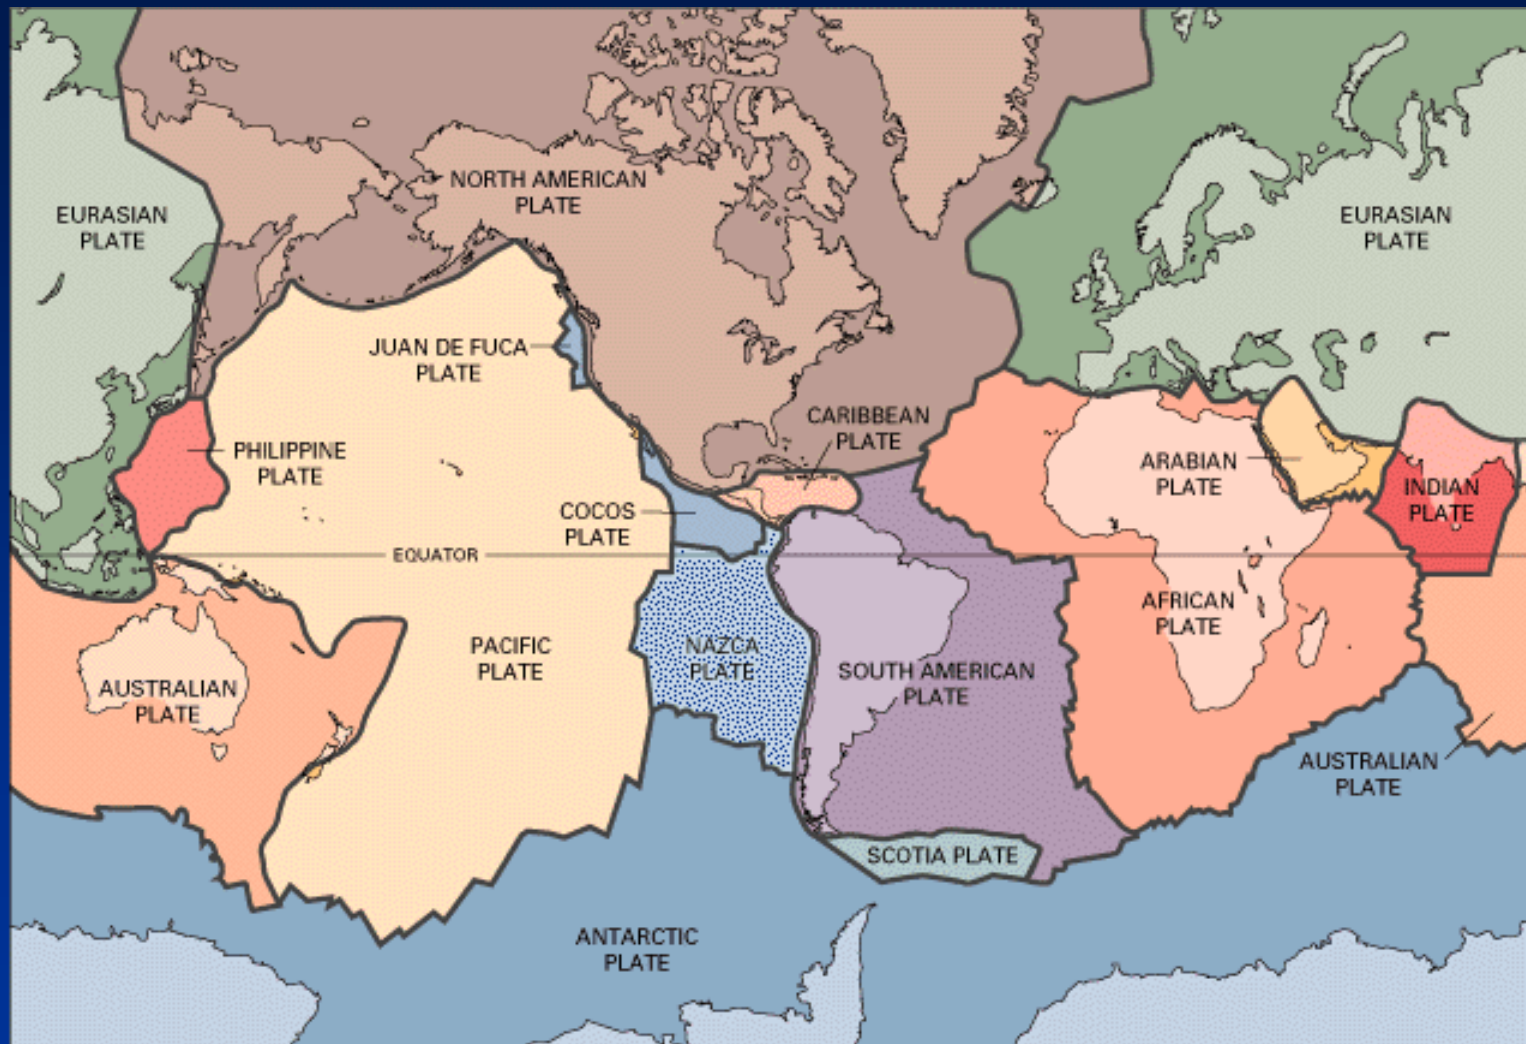 NORTH AMERICAN
PLATE
EURASIAN
PLATE
EURASIAN
PLATE
JUAN DE FUCA
PLATE
CARIBBEAN
PLATE
PHILIPPINE
PLATE
ARABIAN
PLATE
INDIAN
PLATE
COCOS
PLATE
EQUATOR
AFRICAN
PLATE
PACIFIC
PLATE
NAZCA
PLATE
SOUTH AMERICAN
PLATE
AUSTRALIAN
PLATE
AUSTRALIAN
PLATE
SCOTIA PLATE
ANTARCTIC
PLATE